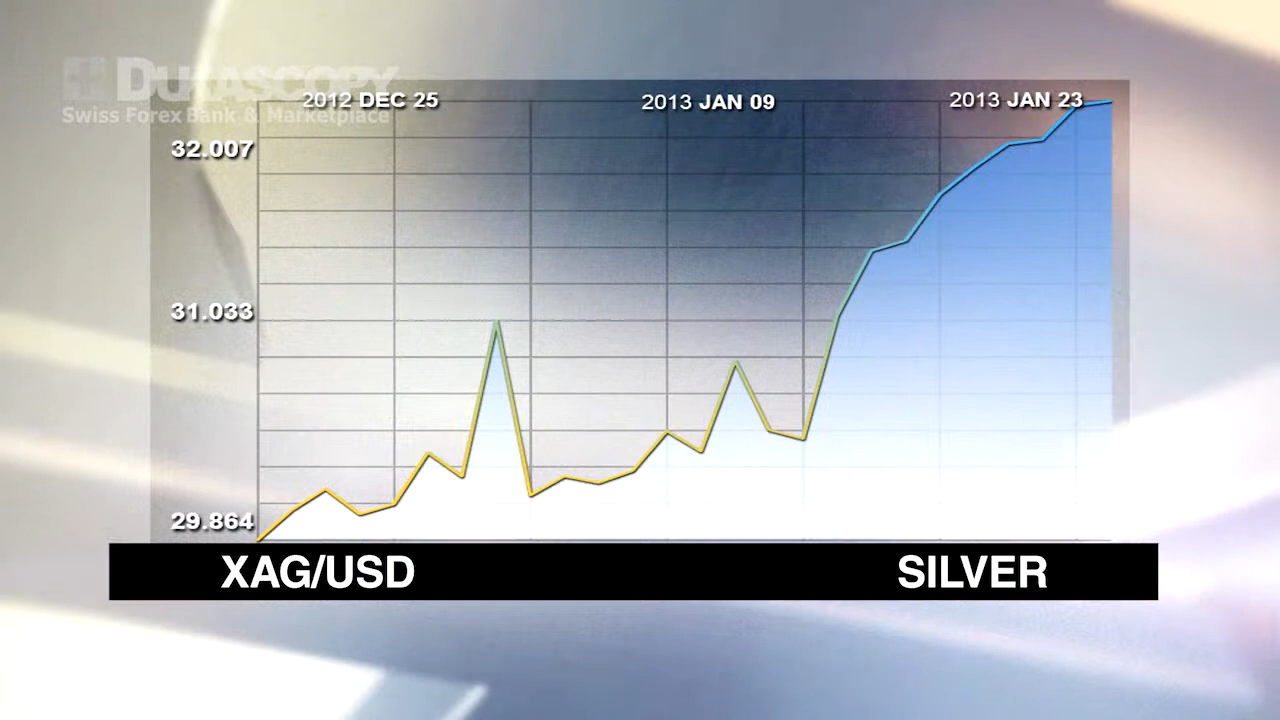 DUKASCOPY
Swiss Forex Bank & Marketplace
2012 DEC 25
2013 JAN 09
2013 JAN 23
32.007
31.033
29.864
XAG/USD
SILVER